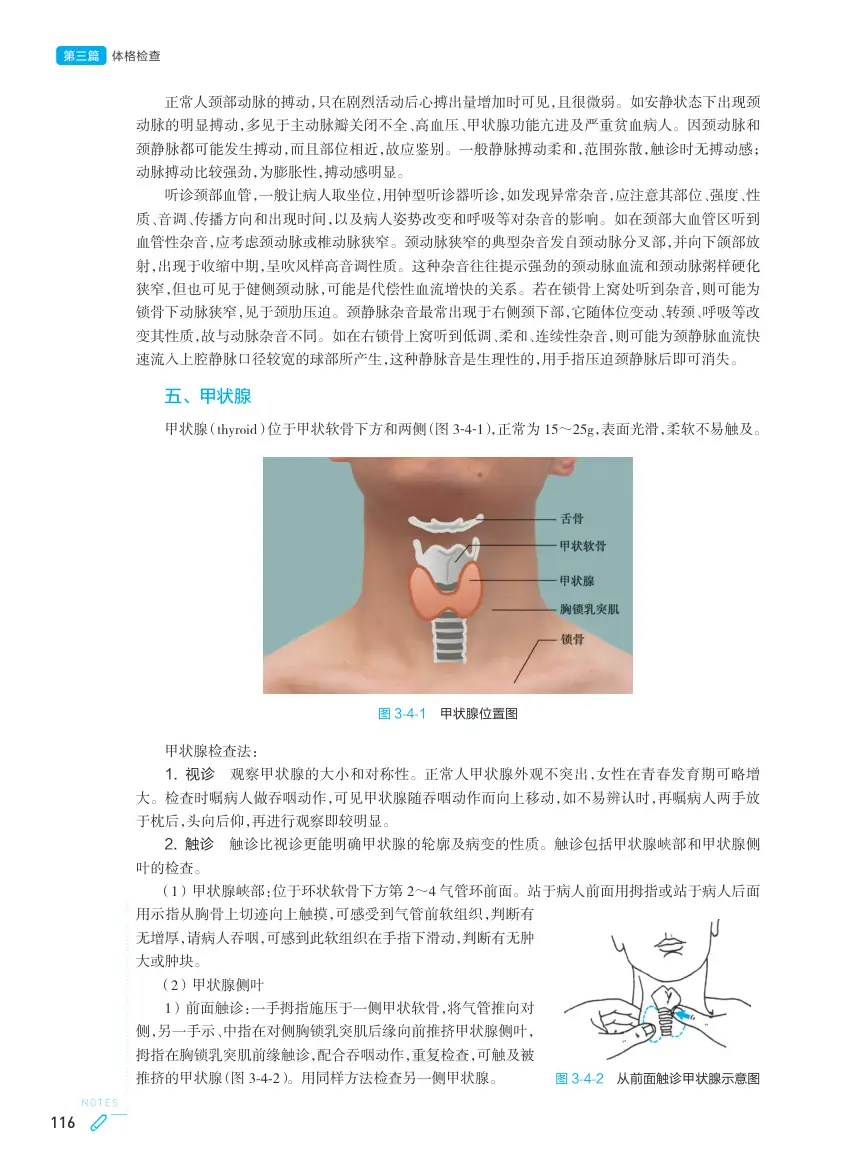 第三篇 体格检查
正常人颈部动脉的搏动，只在剧烈活动后心搏出量增加时可见，且很微弱。如安静状态下出现颈
动脉的明显搏动，多见于主动脉瓣关闭不全、高血压、甲状腺功能亢进及严重贫血病人。因颈动脉和
颈静脉都可能发生搏动，而且部位相近，故应鉴别。一般静脉搏动柔和，范围弥散，触诊时无搏动感；
动脉搏动比较强劲，为膨胀性，搏动感明显。
听诊颈部血管，一般让病人取坐位，用钟型听诊器听诊，如发现异常杂音，应注意其部位、强度、性
质、音调、传播方向和出现时间，以及病人姿势改变和呼吸等对杂音的影响。如在颈部大血管区听到
血管性杂音，应考虑颈动脉或椎动脉狭窄。颈动脉狭窄的典型杂音发自颈动脉分叉部，并向下颌部放
射，出现于收缩中期，呈吹风样高音调性质。这种杂音往往提示强劲的颈动脉血流和颈动脉粥样硬化
狭窄，但也可见于健侧颈动脉，可能是代偿性血流增快的关系。若在锁骨上窝处听到杂音，则可能为
锁骨下动脉狭窄，见于颈肋压迫。颈静脉杂音最常出现于右侧颈下部，它随体位变动、转颈、呼吸等改
变其性质，故与动脉杂音不同。如在右锁骨上窝听到低调、柔和、连续性杂音，则可能为颈静脉血流快
速流入上腔静脉口径较宽的球部所产生，这种静脉音是生理性的，用手指压迫颈静脉后即可消失。
五、甲状腺
甲状腺（thyroid）位于甲状软骨下方和两侧（图 3-4-1），正常为 15～25g，表面光滑，柔软不易触及。
舌骨
甲状软骨
甲状腺
胸锁乳突肌
锁骨
图 3-4-1 甲状腺位置图
甲状腺检查法：
1. 视诊 观察甲状腺的大小和对称性。正常人甲状腺外观不突出，女性在青春发育期可略增
大。检查时嘱病人做吞咽动作，可见甲状腺随吞咽动作而向上移动，如不易辨认时，再嘱病人两手放
于枕后，头向后仰，再进行观察即较明显。
2. 触诊 触诊比视诊更能明确甲状腺的轮廓及病变的性质。触诊包括甲状腺峡部和甲状腺侧
叶的检查。
（1）甲状腺峡部：位于环状软骨下方第 2～4 气管环前面。站于病人前面用拇指或站于病人后面
用示指从胸骨上切迹向上触摸，可感受到气管前软组织，判断有
无增厚，请病人吞咽，可感到此软组织在手指下滑动，判断有无肿
大或肿块。
（2）甲状腺侧叶
1）前面触诊：一手拇指施压于一侧甲状软骨，将气管推向对
侧，另一手示、中指在对侧胸锁乳突肌后缘向前推挤甲状腺侧叶，
拇指在胸锁乳突肌前缘触诊，配合吞咽动作，重复检查，可触及被
推挤的甲状腺（图 3-4-2）。用同样方法检查另一侧甲状腺。
图 3-4-2 从前面触诊甲状腺示意图
NOTES
116